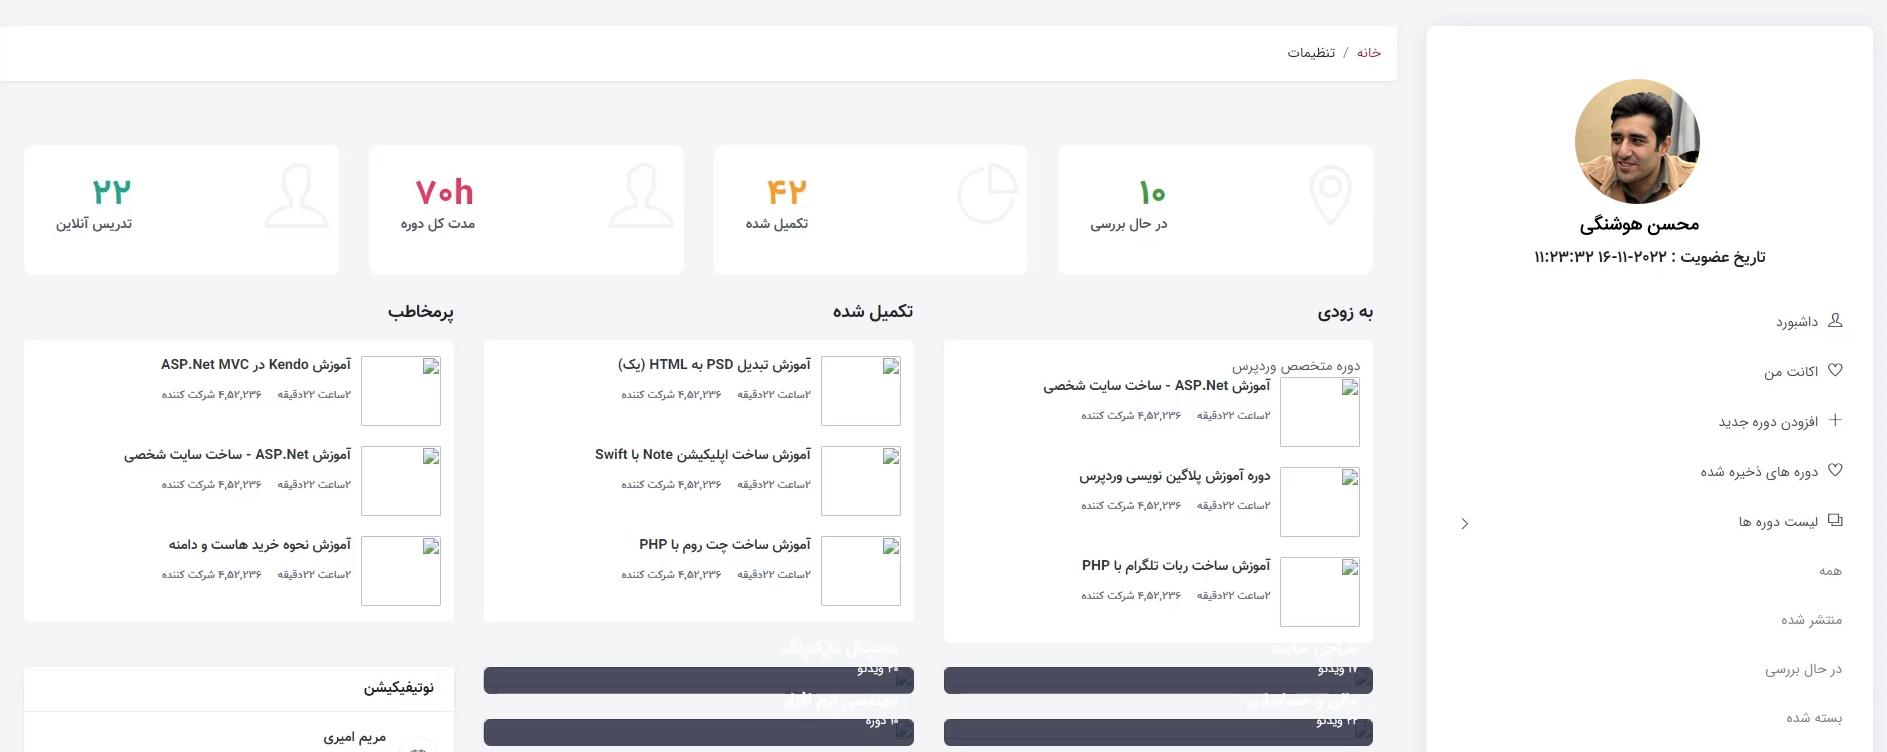 خانه / تنظیمات
محسن هوشنگی
تاریخ عضویت : ۲۰۲۲-۱۱-۱۶ ۱۱:۲۳:۳۲
داشبورد
اکانت من
افزودن دوره جدید
دوره های ذخیره شده
لیست دوره ها
همه
منتشر شده
در حال بررسی
بسته شده
۱۰
در حال بررسی
۴۲
تکمیل شده
۷۰h
مدت کل دوره
۲۲
تدریس آنلاین
به زودی
دوره متخصص وردپرس
آموزش ASP.Net - ساخت سایت شخصی
۲ساعت ۲۲دقیقه ۴,۵۲,۲۳۶ شرکت کننده
دوره آموزش پلاگین نویسی وردپرس
۲ساعت ۲۲دقیقه ۴,۵۲,۲۳۶ شرکت کننده
آموزش ساخت ربات تلگرام با PHP
۲ساعت ۲۲دقیقه ۴,۵۲,۲۳۶ شرکت کننده
تکمیل شده
آموزش تبدیل PSD به HTML (یک)
۲ساعت ۲۲دقیقه ۴,۵۲,۲۳۶ شرکت کننده
آموزش ساخت اپلیکیشن Note با Swift
۲ساعت ۲۲دقیقه ۴,۵۲,۲۳۶ شرکت کننده
آموزش ساخت چت روم با PHP
۲ساعت ۲۲دقیقه ۴,۵۲,۲۳۶ شرکت کننده
پرمخاطب
آموزش Kendo در ASP.Net MVC
۲ساعت ۲۲دقیقه ۴,۵۲,۲۳۶ شرکت کننده
آموزش ASP.Net - ساخت سایت شخصی
۲ساعت ۲۲دقیقه ۴,۵۲,۲۳۶ شرکت کننده
آموزش نحوه خرید هاست و دامنه
۲ساعت ۲۲دقیقه ۴,۵۲,۲۳۶ شرکت کننده
طراحی سایت
۱۷ ویدئو
مالی و حسابداری
۲۲ ویدئو
دیجیتال مارکتینگ
۲۰ ویدئو
مهندسی نرم افزار
۱۰ دوره
نوتیفیکیشن
مریم امیری